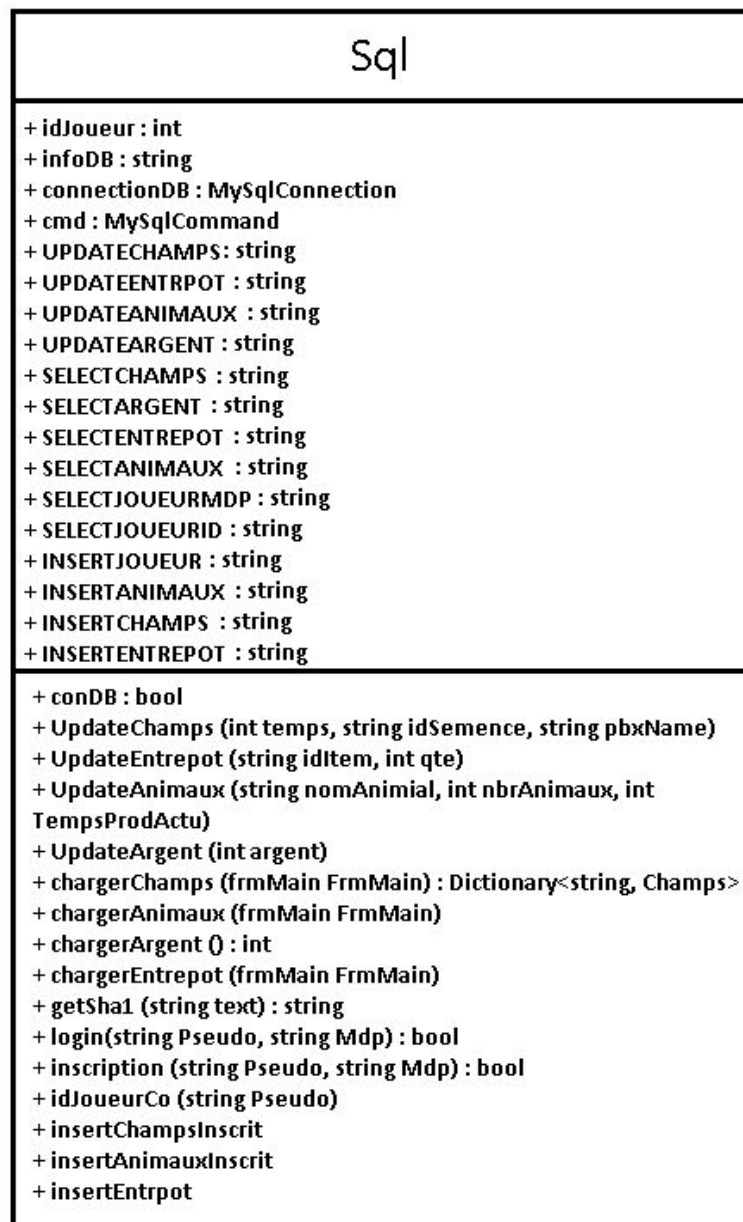 Sql
+ idJoueur : int
+ infoDB : string
+ connectionDB : MySqlConnection
+ cmd : MySqlCommand
+ UPDATECHAMPS: string
+ UPDATEENTRPOT : string
+ UPDATEANIMAUX : string
+ UPDATEARGENT : string
+ SELECTCHAMPS : string
+ SELECTARGENT : string
+ SELECTENTREPOT : string
+ SELECTANIMAUX : string
+ SELECTJOUEURMDP : string
+ SELECTJOUEURID : string
+ INSERTJOUEUR : string
+ INSERTANIMAUX : string
+ INSERTCHAMPS : string
+ INSERTENTREPOT : string
+ conDB : bool
+ UpdateChamps (int temps, string idSemence, string pbxName)
+ UpdateEntrepot (string idItem, int qte)
+ UpdateAnimaux (string nomAnimial, int nbrAnimaux, int
TempsProdActu)
+ UpdateArgent (int argent)
+ chargerChamps (frmMain FrmMain) : Dictionary<string, Champs>
+ chargerAnimaux (frmMain FrmMain)
+ chargerArgent () : int
+ chargerEntrepot (frmMain FrmMain)
+ getSha1 (string text) : string
+ login(string Pseudo, string Mdp) : bool
+ inscription (string Pseudo, string Mdp) : bool
+ idJoueurCo (string Pseudo)
+ insertChampsInscrit
+ insertAnimauxInscrit
+ insertEntrpot